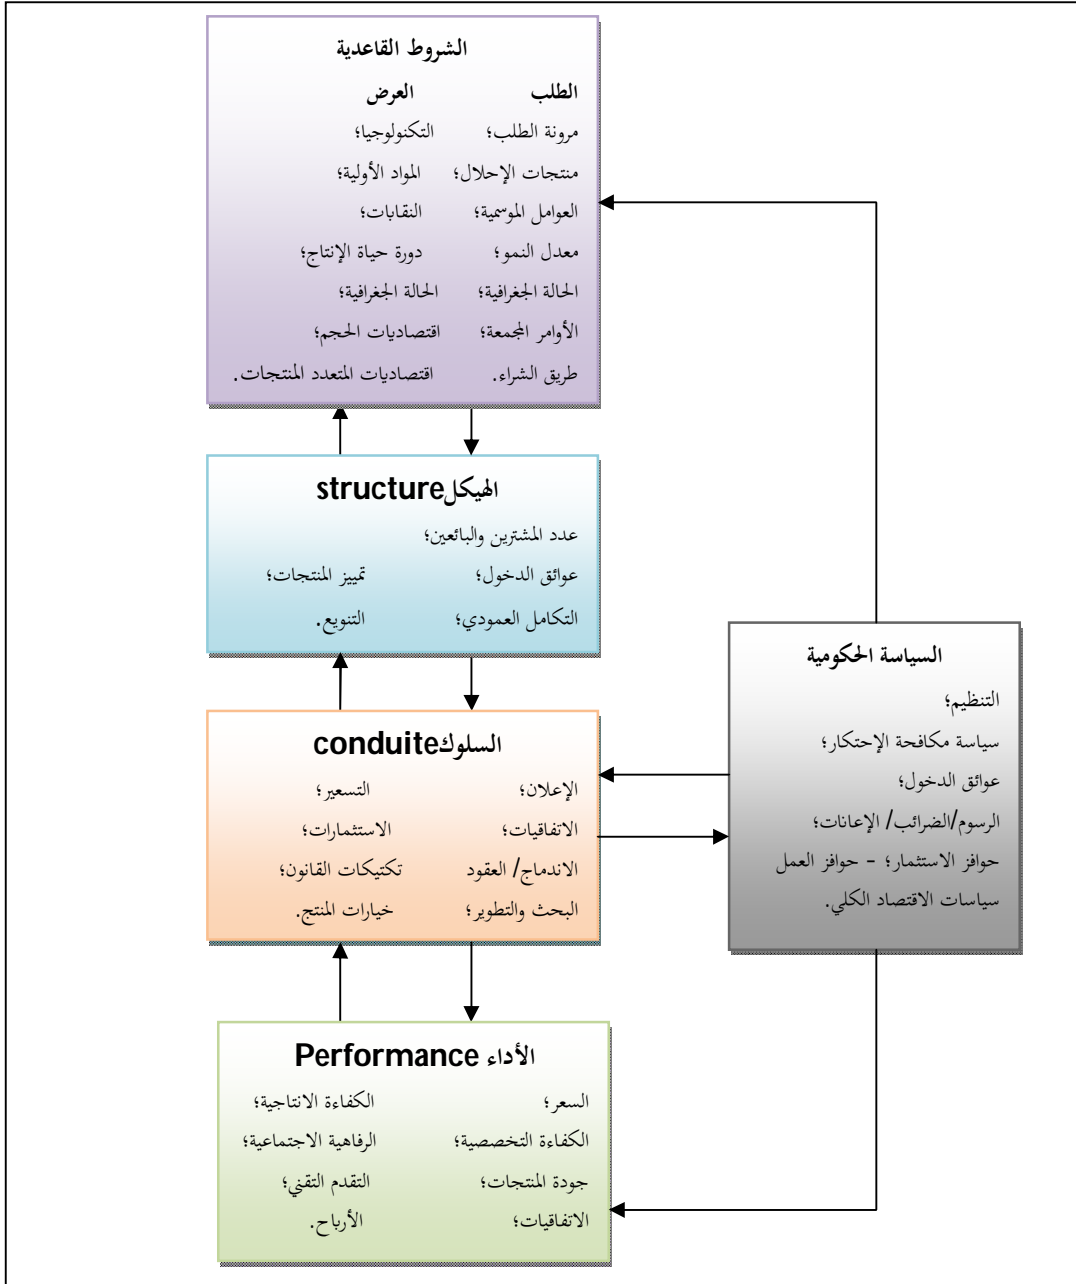 الشروط القاعدية
الطلب العرض
مرونة الطلب؛ التكنولوجيا؛
منتجات الإحلال؛ المواد الأولية؛
العوامل الموسمية؛ النقابات؛
معدل النمو؛ دورة حياة الإنتاج؛
الحالة الجغرافية؛ الحالة الجغرافية؛
الأوامر المجمعة؛ اقتصاديات الحجم؛
طريق الشراء. اقتصاديات المتعدد المنتجات.
الهيكلstructure
عدد المشترين والبائعين؛
عوائق الدخول؛ تمييز المنتجات؛
التكامل العمودي؛ التنويع.
السياسة الحكومية
التنظيم؛
سياسة مكافحة الإحتكار؛
عوائق الدخول؛
الرسوم/الضرائب/ الإعانات؛
حوافز الاستثمار؛ - حوافز العمل
سياسات الاقتصاد الكلي.
السلوكconduite
الإعلان؛ التسعير؛
الاتفاقيات؛ الاستثمارات؛
الاندماج/ العقود تكتيكات القانون؛
البحث والتطوير؛ خيارات المنتج.
الأداء Performance
السعر؛ الكفاءة الانتاجية؛
الكفاءة التخصصية؛ الرفاهية الاجتماعية؛
جودة المنتجات؛ التقدم التقني؛
الاتفاقيات؛ الأرباح.